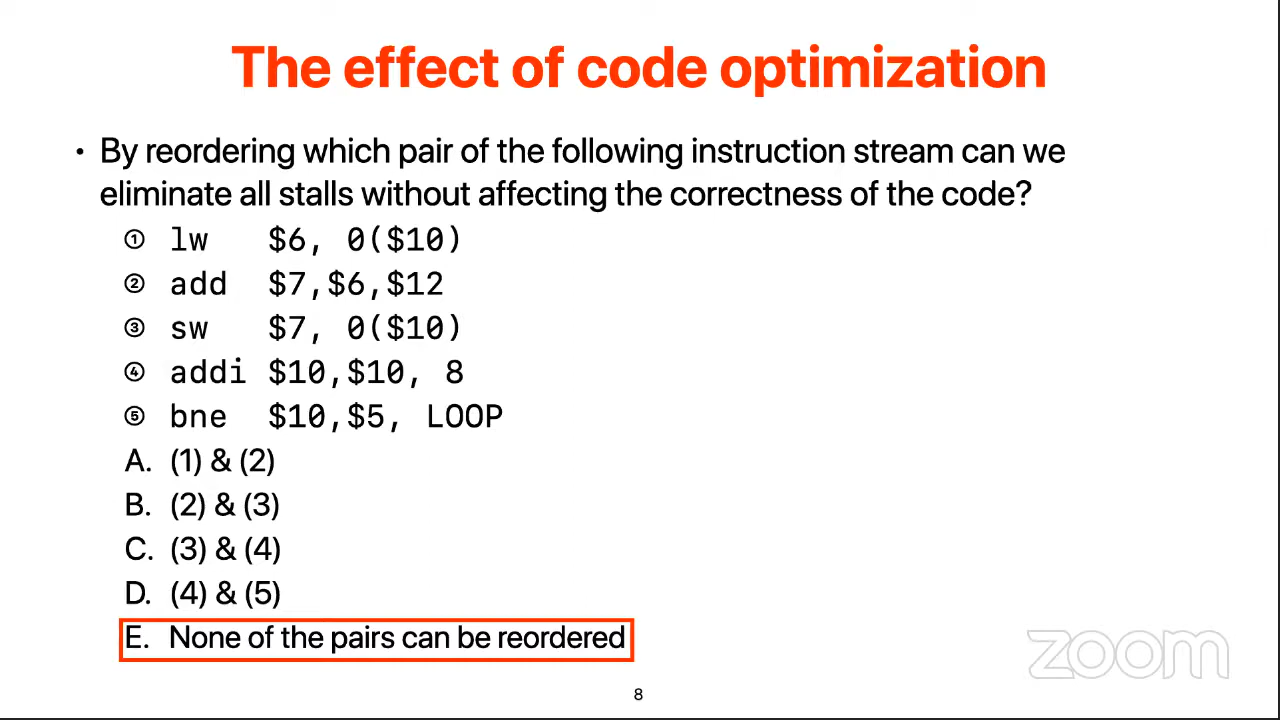 The effect of code optimization
• By reordering which pair of the following instruction stream can we
eliminate all stalls without affecting the correctness of the code?
① lw $6, 0($10)
② add $7,$6,$12
③ sw $7, 0($10)
④ addi $10,$10, 8
⑤ bne $10,$5, LOOP
A. (1) & (2)
B. (2) & (3)
C. (3) & (4)
D. (4) & (5)
E. None of the pairs can be reordered
zoom
8